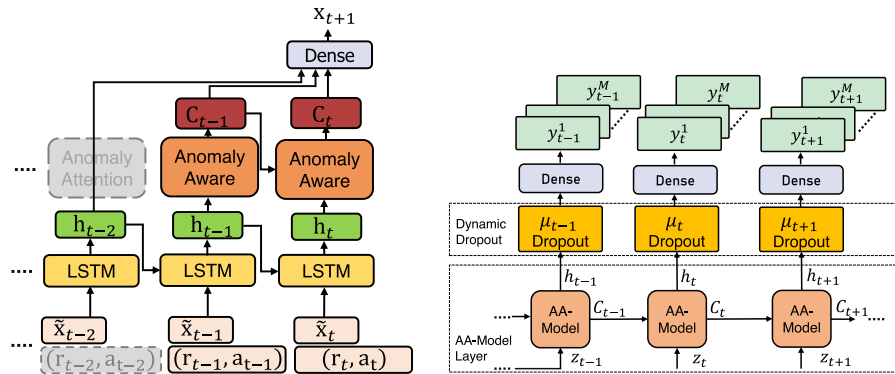 x_{t+1}
Dense
C_{t-1} C_t
.... Anomaly Attention Anomaly Aware Anomaly Aware
h_{t-2} h_{t-1} h_t
.... LSTM LSTM LSTM
x̃_{t-2} x̃_{t-1} x̃_t
.... (r_{t-2}, a_{t-2}) (r_{t-1}, a_{t-1}) (r_t, a_t)
y^M_{t-1} y^M_t y^M_{t+1}
y^1_{t-1} y^1_t y^1_{t+1}
Dense Dense Dense
Dynamic Dropout μ_{t-1} Dropout μ_t Dropout μ_{t+1} Dropout
h_{t-1} h_t h_{t+1}
.... AA-Model C_{t-1} AA-Model C_t AA-Model C_{t+1} ....
AA-Model Layer
.... z_{t-1} z_t z_{t+1}